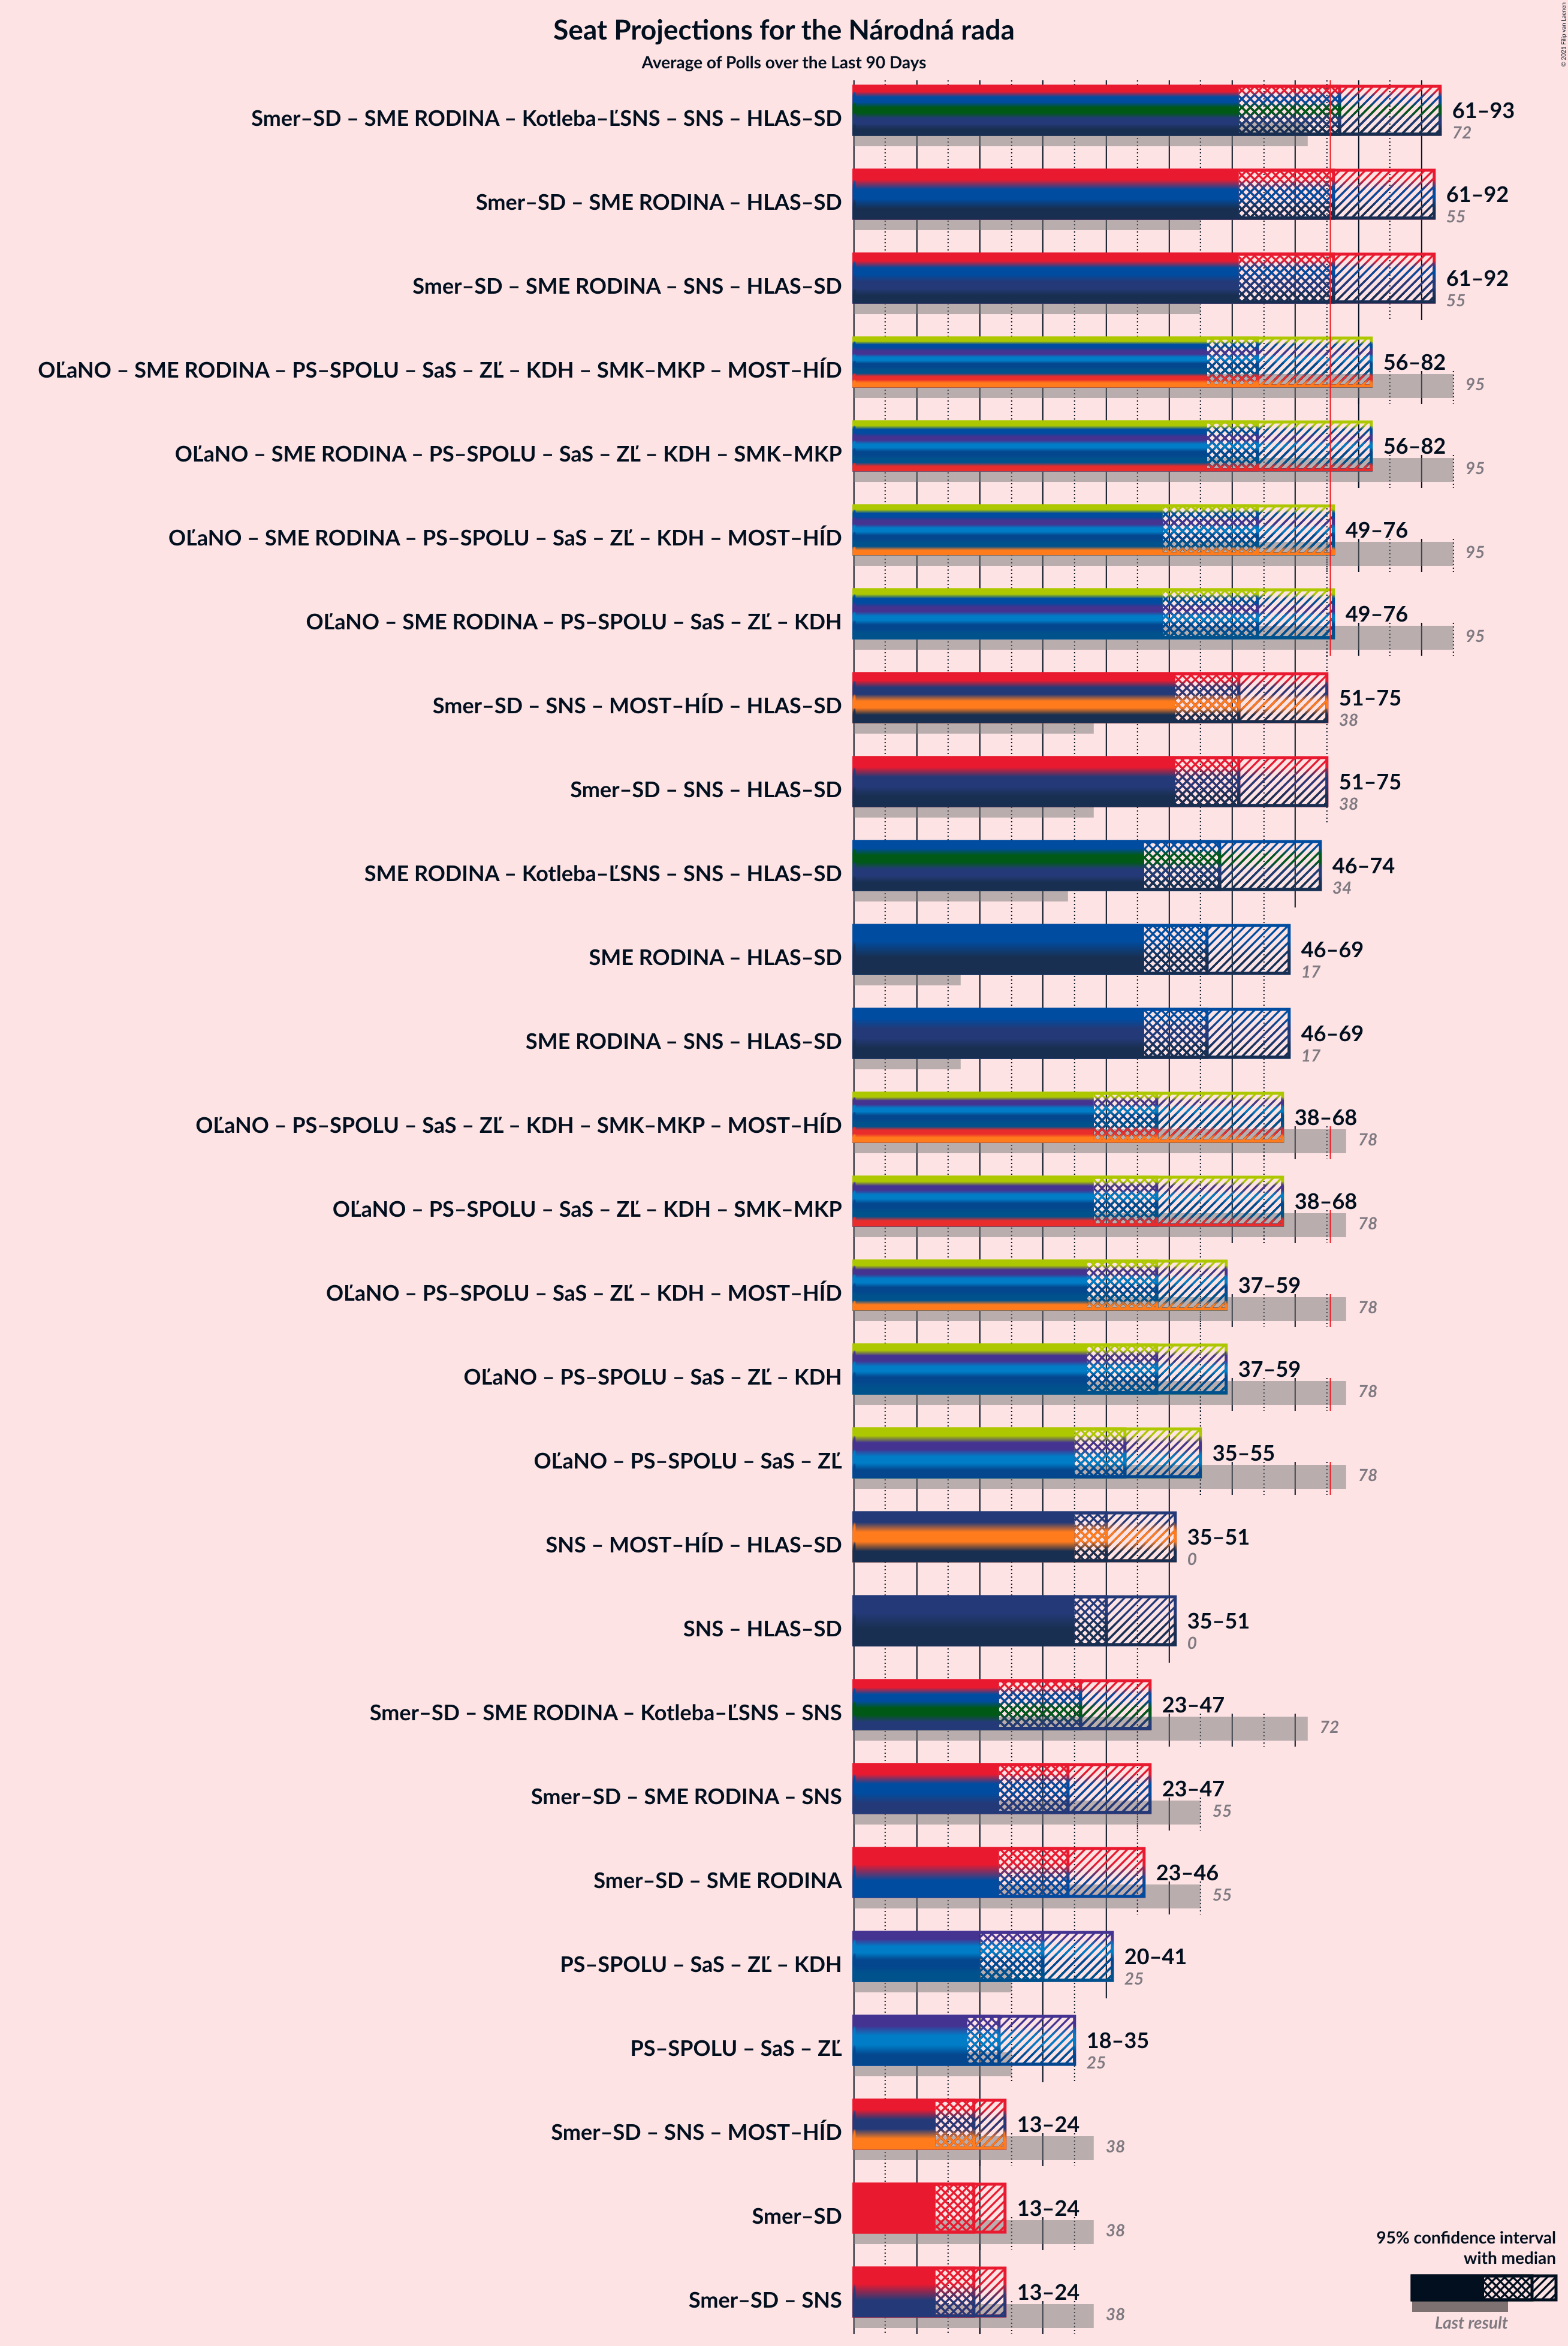 Seat Projections for the Národná rada
Average of Polls over the Last 90 Days
© 2021 Filip van Laenen
Smer–SD – SME RODINA – Kotleba–ĽSNS – SNS – HLAS–SD
61–93
72
Smer–SD – SME RODINA – HLAS–SD
61–92
55
Smer–SD – SME RODINA – SNS – HLAS–SD
61–92
55
OĽaNO – SME RODINA – PS–SPOLU – SaS – ZĽ – KDH – SMK–MKP – MOST–HÍD
56–82
95
OĽaNO – SME RODINA – PS–SPOLU – SaS – ZĽ – KDH – SMK–MKP
56–82
95
OĽaNO – SME RODINA – PS–SPOLU – SaS – ZĽ – KDH – MOST–HÍD
49–76
95
OĽaNO – SME RODINA – PS–SPOLU – SaS – ZĽ – KDH
49–76
95
Smer–SD – SNS – MOST–HÍD – HLAS–SD
51–75
38
Smer–SD – SNS – HLAS–SD
51–75
38
SME RODINA – Kotleba–ĽSNS – SNS – HLAS–SD
46–74
34
SME RODINA – HLAS–SD
46–69
17
SME RODINA – SNS – HLAS–SD
46–69
17
OĽaNO – PS–SPOLU – SaS – ZĽ – KDH – SMK–MKP – MOST–HÍD
38–68
78
OĽaNO – PS–SPOLU – SaS – ZĽ – KDH – SMK–MKP
38–68
78
OĽaNO – PS–SPOLU – SaS – ZĽ – KDH – MOST–HÍD
37–59
78
OĽaNO – PS–SPOLU – SaS – ZĽ – KDH
37–59
78
OĽaNO – PS–SPOLU – SaS – ZĽ
35–55
78
SNS – MOST–HÍD – HLAS–SD
35–51
0
SNS – HLAS–SD
35–51
0
Smer–SD – SME RODINA – Kotleba–ĽSNS – SNS
23–47
72
Smer–SD – SME RODINA – SNS
23–47
55
Smer–SD – SME RODINA
23–46
55
PS–SPOLU – SaS – ZĽ – KDH
20–41
25
PS–SPOLU – SaS – ZĽ
18–35
25
Smer–SD – SNS – MOST–HÍD
13–24
38
Smer–SD
13–24
38
Smer–SD – SNS
13–24
38
95% confidence interval
with median
Last result